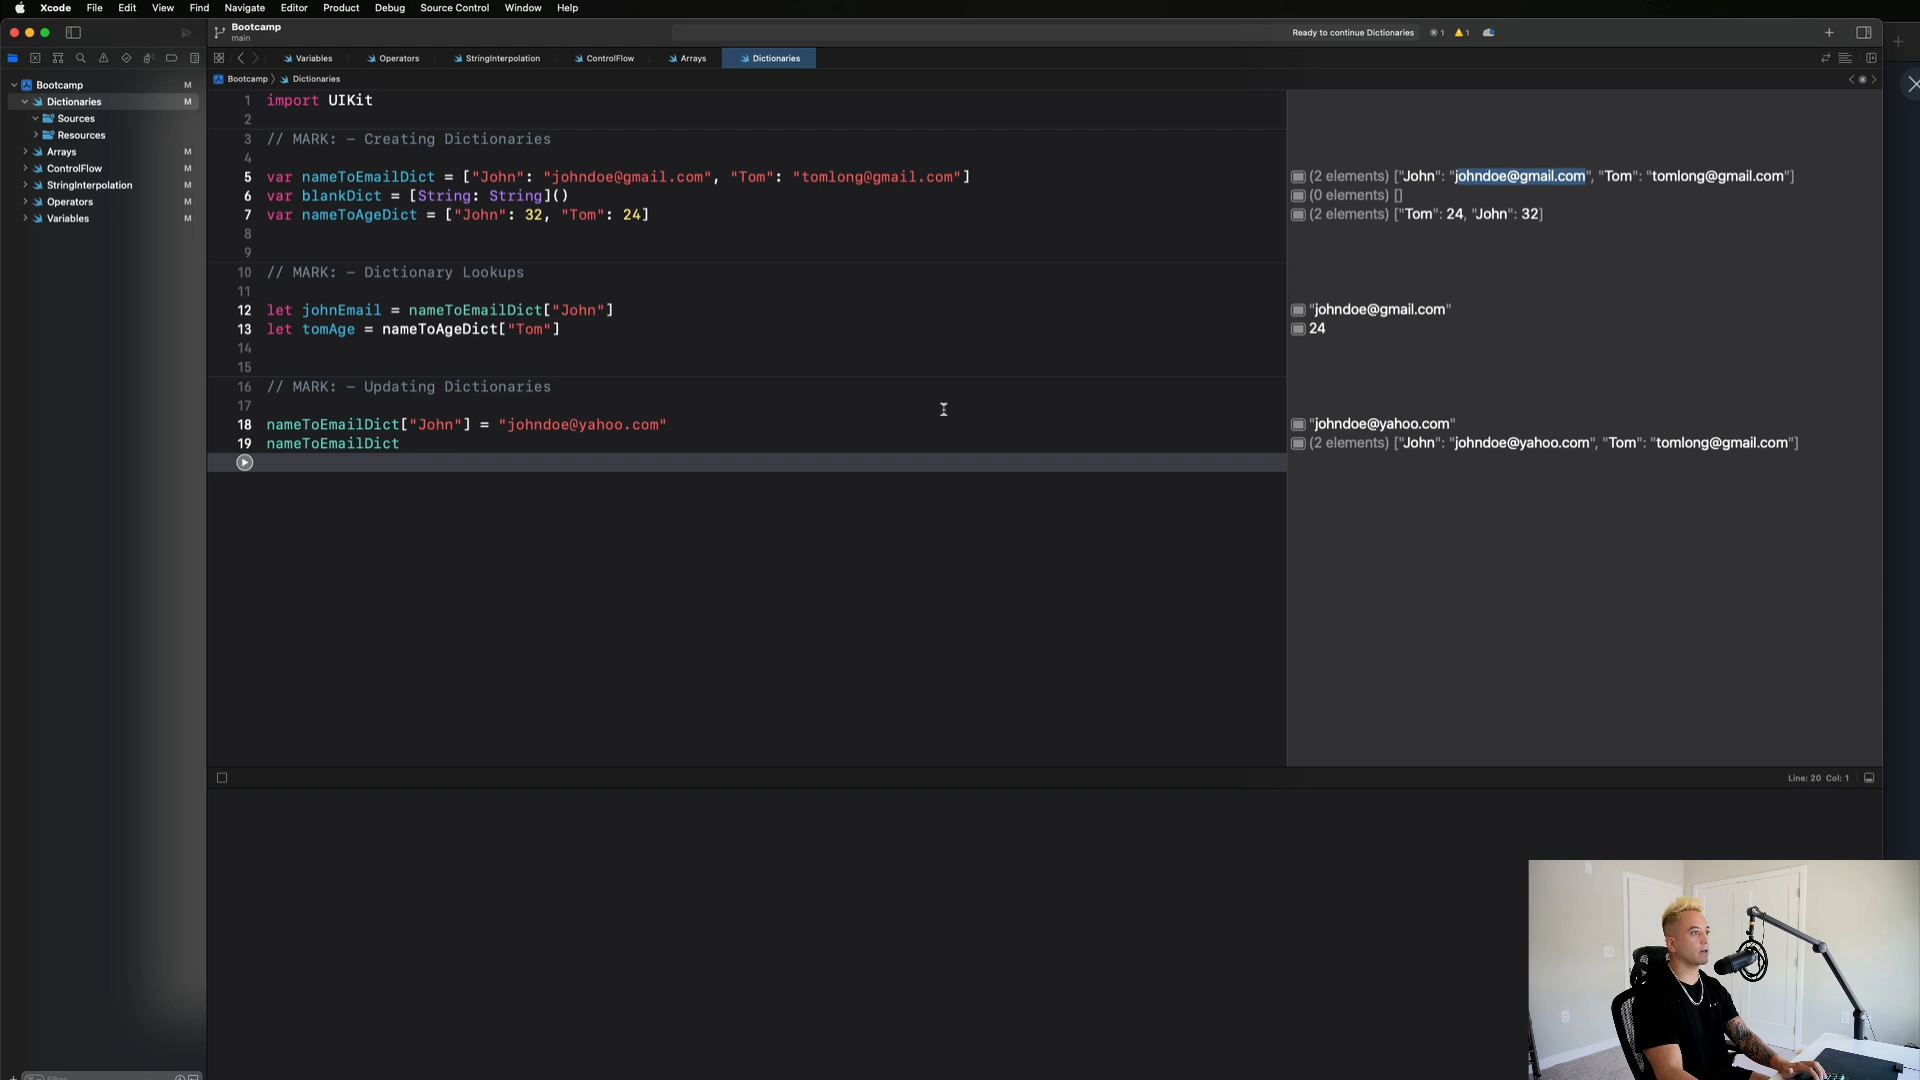 Xcode File Edit View Find Navigate Editor Product Debug Source Control Window Help
Bootcamp
main
Ready to continue Dictionaries
1
1
Variables Operators StringInterpolation ControlFlow Arrays Dictionaries
Bootcamp Dictionaries
Bootcamp M
Dictionaries M
Sources
Resources
Arrays M
ControlFlow M
StringInterpolation M
Operators M
Variables M
1 import UIKit
2
3 // MARK: - Creating Dictionaries
4
5 var nameToEmailDict = ["John": "johndoe@gmail.com", "Tom": "tomlong@gmail.com"]
6 var blankDict = [String: String]()
7 var nameToAgeDict = ["John": 32, "Tom": 24]
8
9
10 // MARK: - Dictionary Lookups
11
12 let johnEmail = nameToEmailDict["John"]
13 let tomAge = nameToAgeDict["Tom"]
14
15
16 // MARK: - Updating Dictionaries
17
18 nameToEmailDict["John"] = "johndoe@yahoo.com"
19 nameToEmailDict
(2 elements) ["John": "johndoe@gmail.com", "Tom": "tomlong@gmail.com"]
(0 elements) []
(2 elements) ["Tom": 24, "John": 32]
"johndoe@gmail.com"
24
"johndoe@yahoo.com"
(2 elements) ["John": "johndoe@yahoo.com", "Tom": "tomlong@gmail.com"]
Line: 20 Col: 1